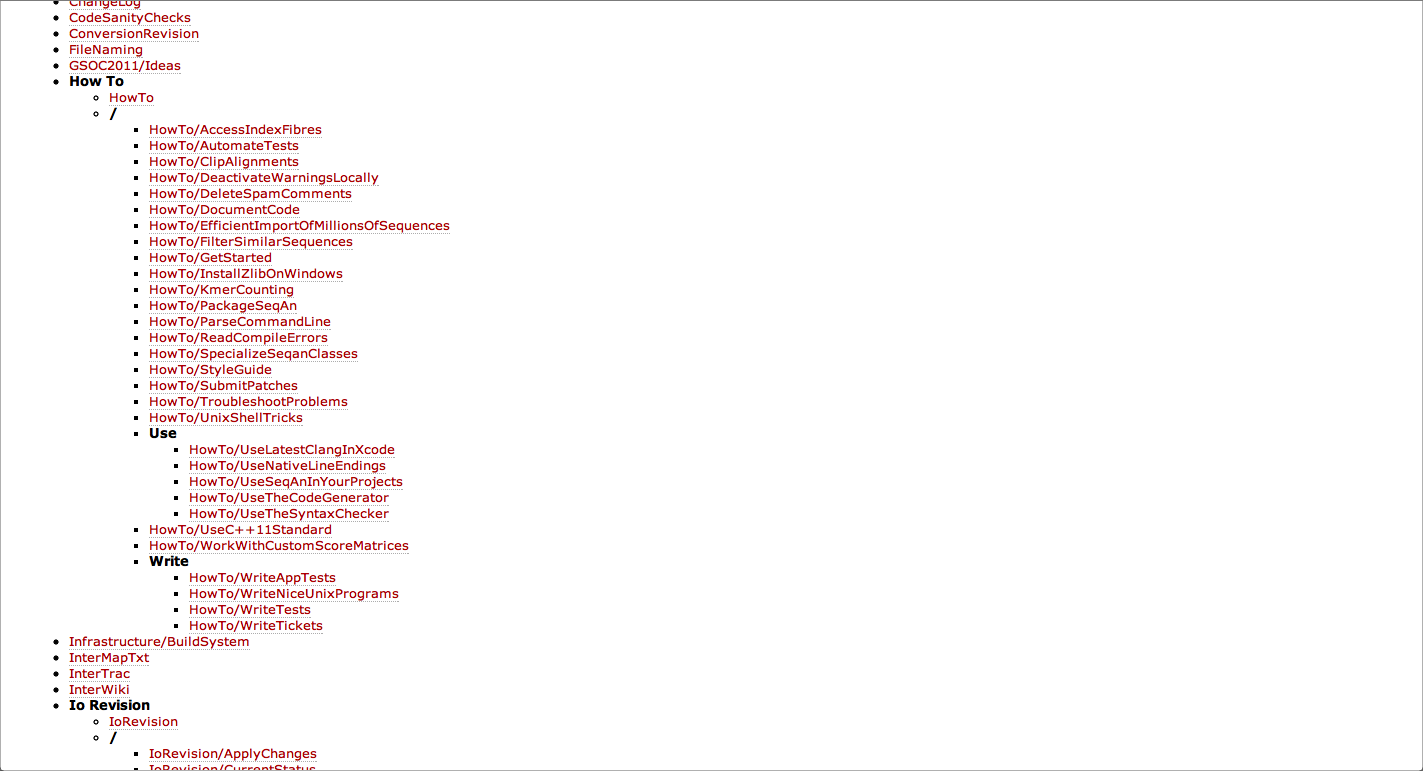 ChangeLog
CodeSanityChecks
ConversionRevision
FileNaming
GSOC2011/Ideas
How To
HowTo
/
HowTo/AccessIndexFibres
HowTo/AutomateTests
HowTo/ClipAlignments
HowTo/DeactivateWarningsLocally
HowTo/DeleteSpamComments
HowTo/DocumentCode
HowTo/EfficientImportOfMillionsOfSequences
HowTo/FilterSimilarSequences
HowTo/GetStarted
HowTo/InstallZlibOnWindows
HowTo/KmerCounting
HowTo/PackageSeqAn
HowTo/ParseCommandLine
HowTo/ReadCompileErrors
HowTo/SpecializeSeqanClasses
HowTo/StyleGuide
HowTo/SubmitPatches
HowTo/TroubleshootProblems
HowTo/UnixShellTricks
Use
HowTo/UseLatestClangInXcode
HowTo/UseNativeLineEndings
HowTo/UseSeqAnInYourProjects
HowTo/UseTheCodeGenerator
HowTo/UseTheSyntaxChecker
HowTo/UseC++11Standard
HowTo/WorkWithCustomScoreMatrices
Write
HowTo/WriteAppTests
HowTo/WriteNiceUnixPrograms
HowTo/WriteTests
HowTo/WriteTickets
Infrastructure/BuildSystem
InterMapTxt
InterTrac
InterWiki
Io Revision
IoRevision
/
IoRevision/ApplyChanges
IoRevision/CurrentStatus